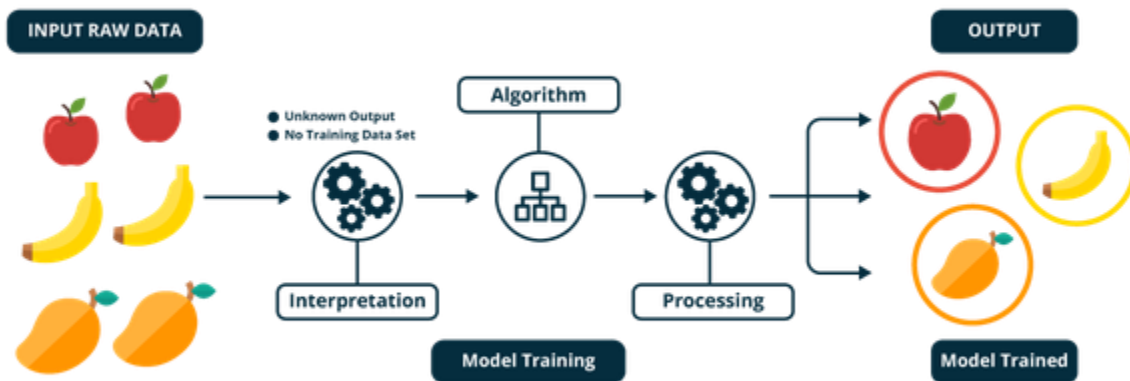 INPUT RAW DATA
OUTPUT
Algorithm
Unknown Output
No Training Data Set
Interpretation
Processing
Model Training
Model Trained